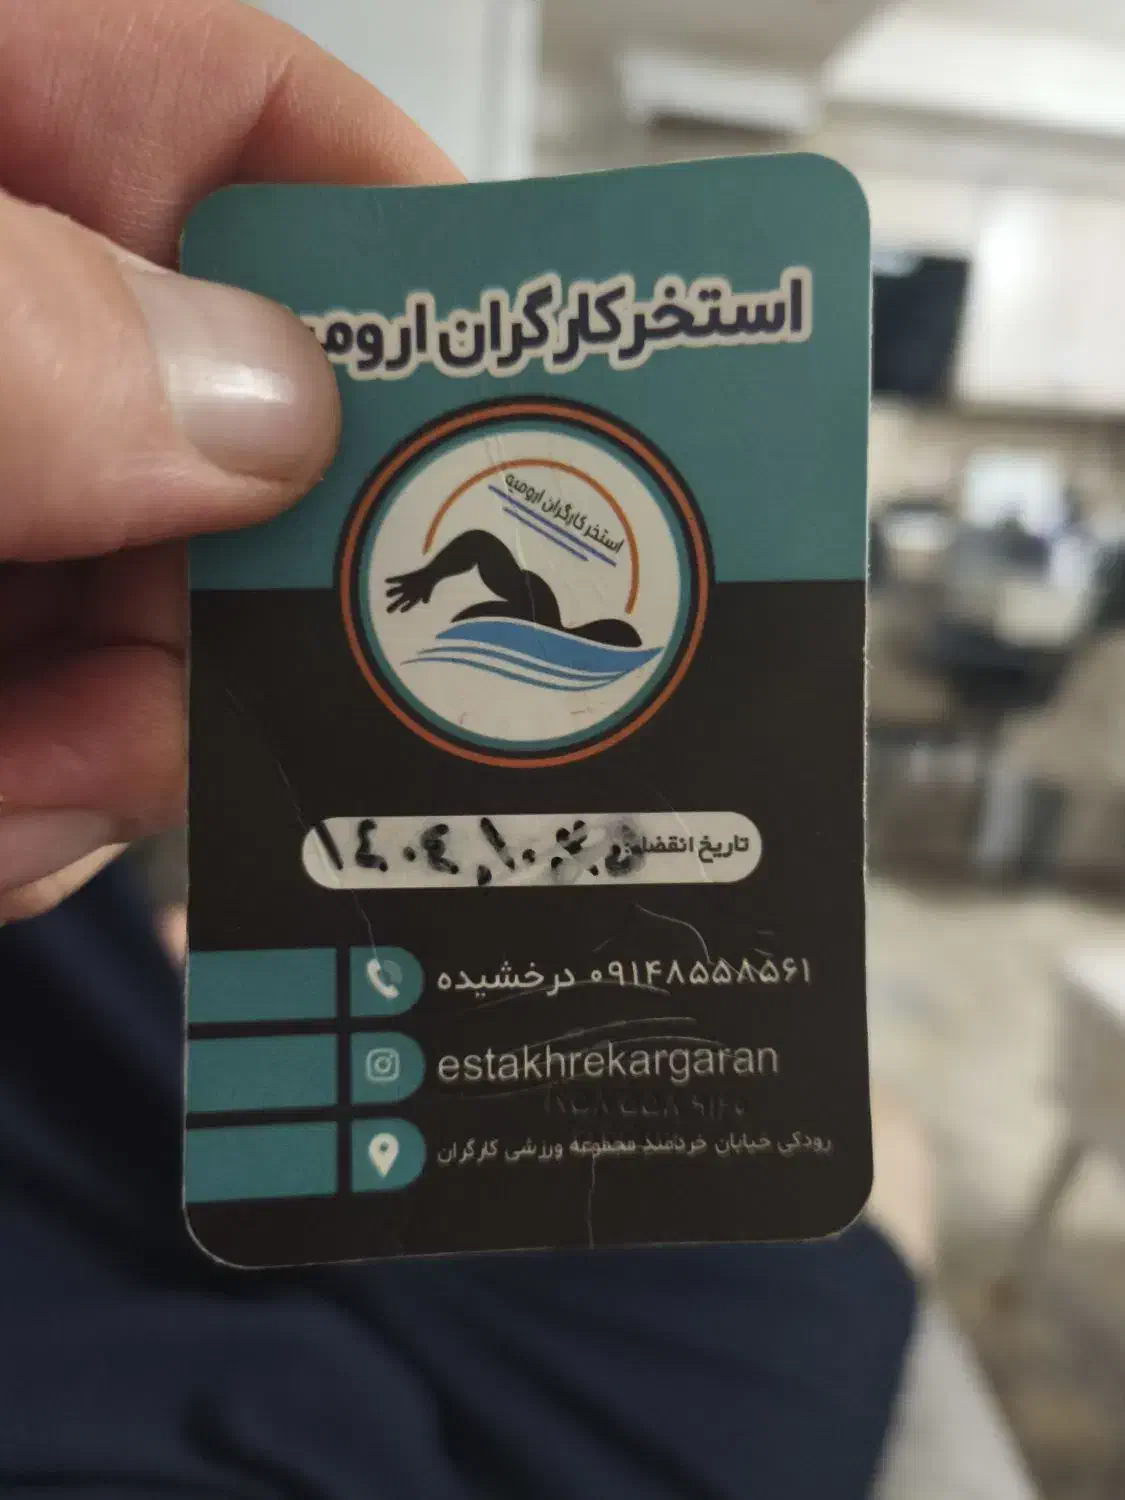 استخر کارگران ارومیه
استخر کارگران ارومیه
تاریخ انقضا:
۰۹۱۴۸۵۵۸۵۶۱ درخشیده
estakhrekargaran
رودکی خیابان خردمند مجموعه ورزشی کارگران